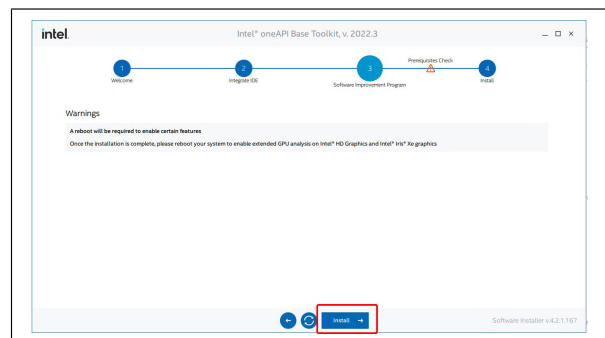 intel.
Intel® oneAPI Base Toolkit, v. 2022.3
Prerequisites Check
1
2
3
4
Welcome
Integrate IDE
Software Improvement Program
Install
Warnings
A reboot will be required to enable certain features
Once the installation is complete, please reboot your system to enable extended GPU analysis on Intel® HD Graphics and Intel® Iris® Xe graphics
Install
Software Installer v.4.2.1.167